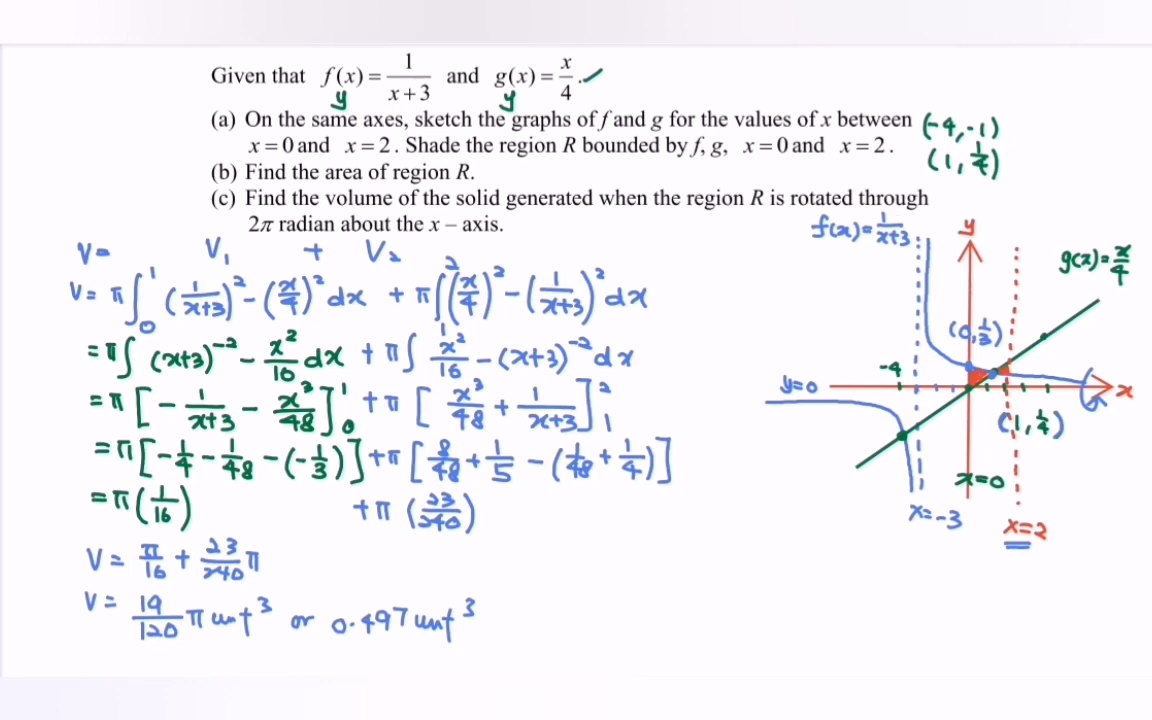 Given that f(x) = 1/(x+3) and g(x) = x/4. ✓
y y
(a) On the same axes, sketch the graphs of f and g for the values of x between
x = 0 and x = 2. Shade the region R bounded by f, g, x = 0 and x = 2.
(-4, -1)
(1, 1/4)
(b) Find the area of region R.
(c) Find the volume of the solid generated when the region R is rotated through
2π radian about the x – axis.
V= V₁ + V₂
V= π∫₀¹ (1/(x+3))² - (x/4)² dx + π∫₁² (x/4)² - (1/(x+3))² dx
= π∫ (x+3)⁻² - x²/16 dx + π∫ x²/16 - (x+3)⁻² dx
= π [ - 1/(x+3) - x³/48 ]₀¹ + π [ x³/48 + 1/(x+3) ]₁²
= π [ -1/4 - 1/48 - (-1/3) ] + π [ 8/48 + 1/5 - (1/48 + 1/4) ]
= π (1/16) + π (23/240)
V = π/16 + 23/240 π
V = 19/120 π unt³ or 0.497 unt³
f(x)= 1/(x+3)
y
g(x)= x/4
(0, 1/3)
-4
y=0
x
(1, 1/4)
x=0
x=-3
x=2